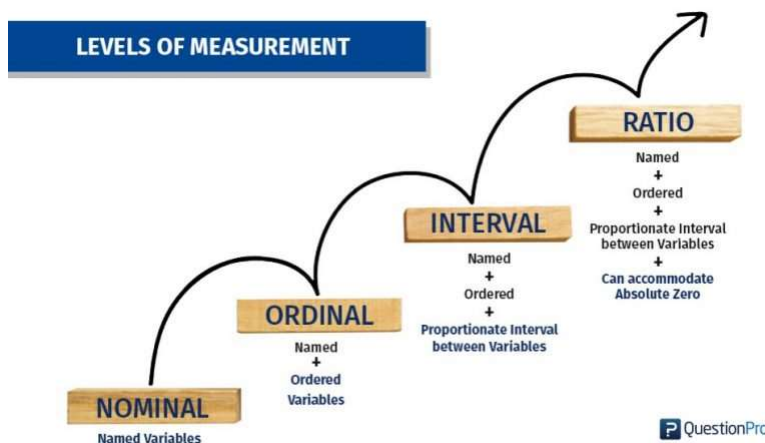 LEVELS OF MEASUREMENT
RATIO
Named
+
Ordered
+
Proportionate Interval
between Variables
+
Can accommodate
Absolute Zero
INTERVAL
Named
+
Ordered
+
Proportionate Interval
between Variables
ORDINAL
Named
+
Ordered
Variables
NOMINAL
Named Variables
QuestionPro